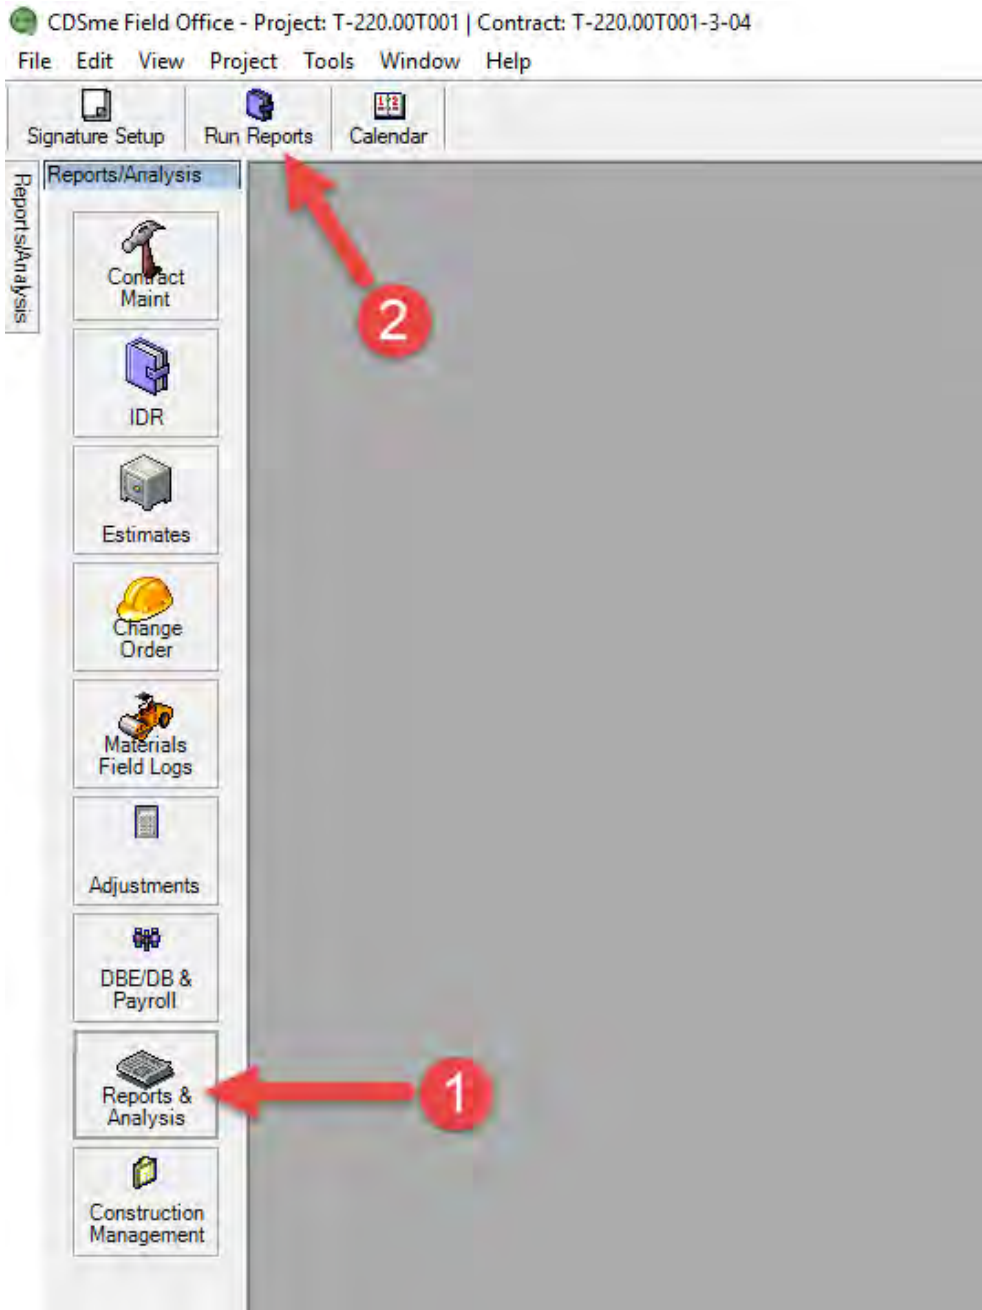 CDSme Field Office - Project: T-220.00T001 | Contract: T-220.00T001-3-04
File Edit View Project Tools Window Help
Signature Setup Run Reports Calendar
Reports/Analysis
Reports/Analysis
Contract
Maint
2
IDR
Estimates
Change
Order
Materials
Field Logs
Adjustments
DBE/DB &
Payroll
Reports &
Analysis
1
Construction
Management